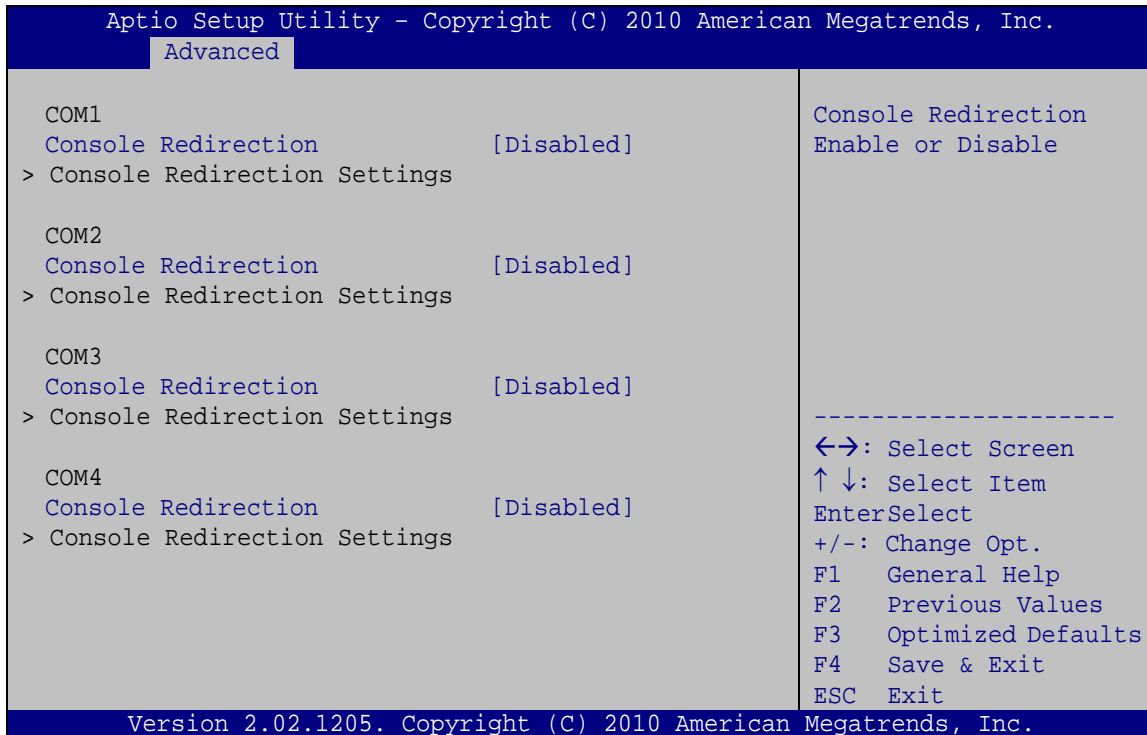 Aptio Setup Utility – Copyright (C) 2010 American Megatrends, Inc.
Advanced
COM1
Console Redirection [Disabled]
> Console Redirection Settings
COM2
Console Redirection [Disabled]
> Console Redirection Settings
COM3
Console Redirection [Disabled]
> Console Redirection Settings
COM4
Console Redirection [Disabled]
> Console Redirection Settings
Console Redirection
Enable or Disable
---------------------
←→: Select Screen
↑ ↓: Select Item
EnterSelect
+/-: Change Opt.
F1 General Help
F2 Previous Values
F3 Optimized Defaults
F4 Save & Exit
ESC Exit
Version 2.02.1205. Copyright (C) 2010 American Megatrends, Inc.